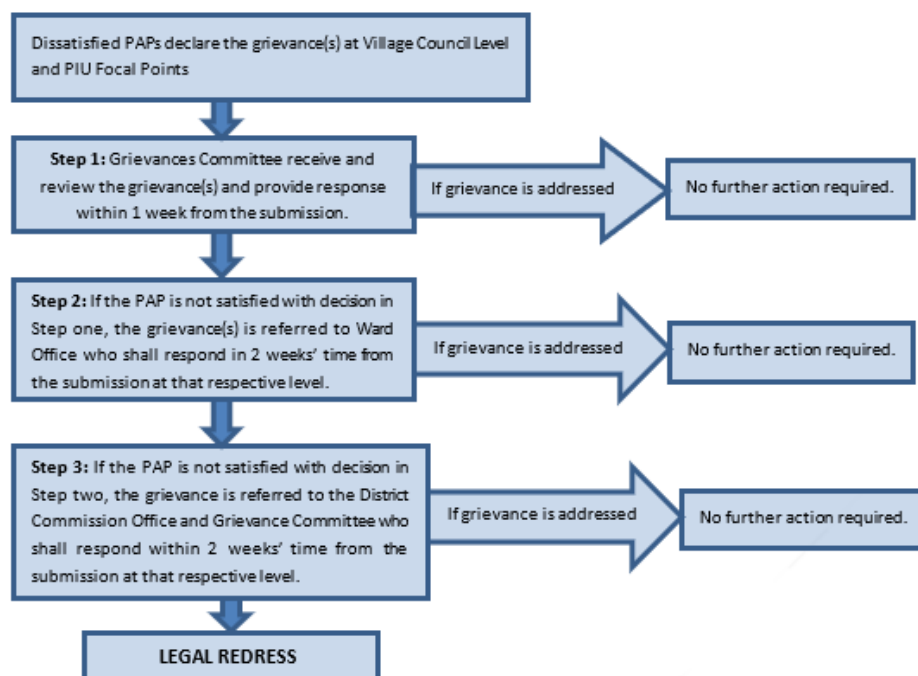 Dissatisfied PAPs declare the grievance(s) at Village Council Level
and PIU Focal Points
Step 1: Grievances Committee receive and
review the grievance(s) and provide response
within 1 week from the submission.
If grievance is addressed
No further action required.
Step 2: If the PAP is not satisfied with decision in
Step one, the grievance(s) is referred to Ward
Office who shall respond in 2 weeks' time from
the submission at that respective level.
If grievance is addressed
No further action required.
Step 3: If the PAP is not satisfied with decision in
Step two, the grievance is referred to the District
Commission Office and Grievance Committee who
shall respond within 2 weeks' time from the
submission at that respective level.
If grievance is addressed
No further action required.
LEGAL REDRESS